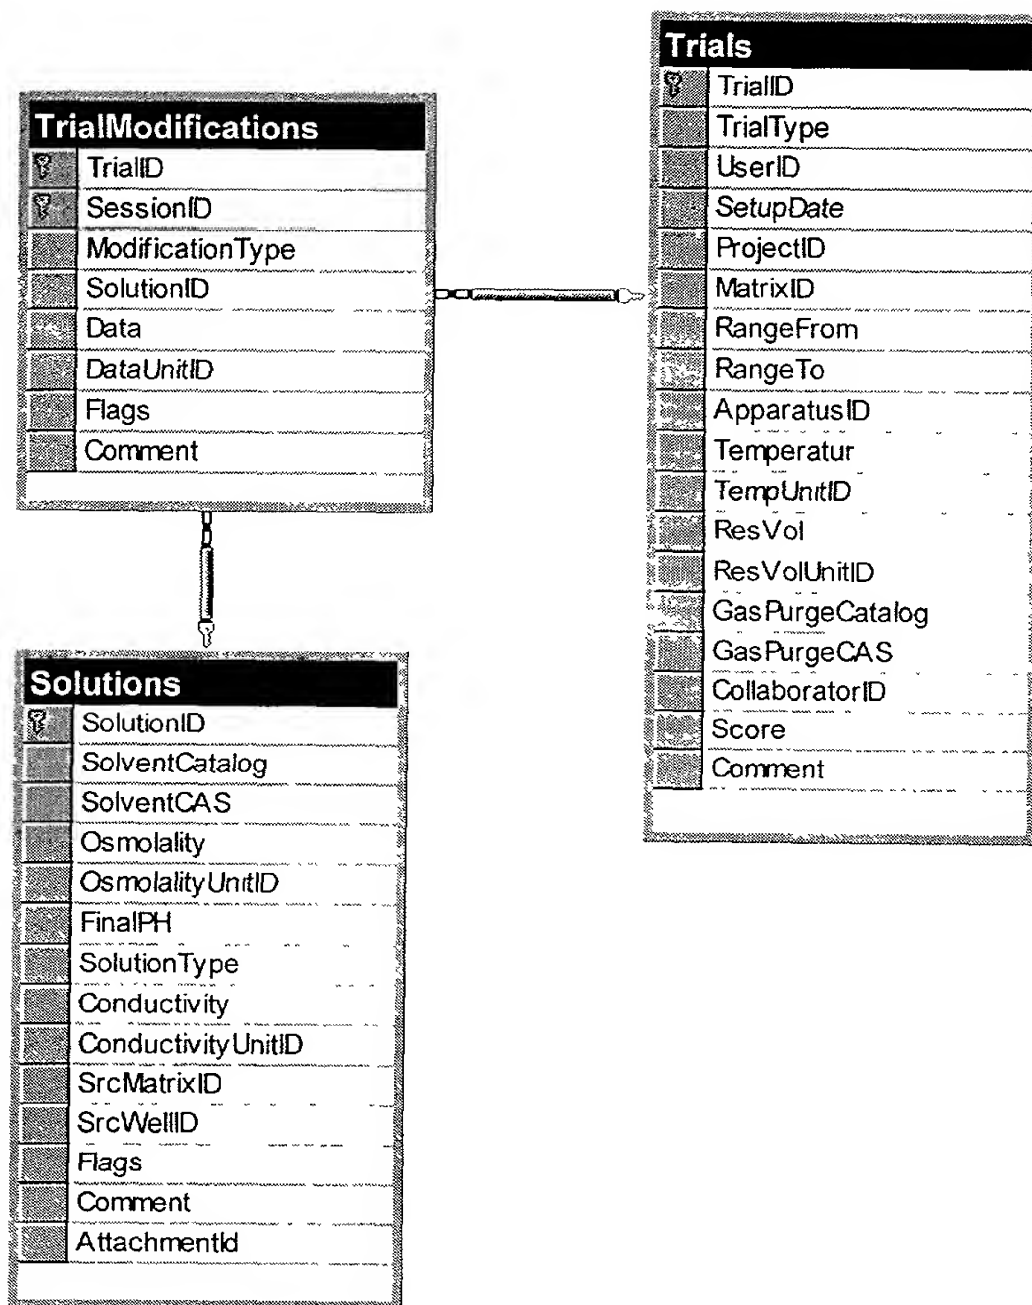 TrialModifications
TrialID
SessionID
ModificationType
SolutionID
Data
DataUnitID
Flags
Comment
Trials
TrialID
TrialType
UserID
SetupDate
ProjectID
MatrixID
RangeFrom
RangeTo
ApparatusID
Temperatur
TempUnitID
ResVol
ResVolUnitID
GasPurgeCatalog
GasPurgeCAS
CollaboratorID
Score
Comment
Solutions
SolutionID
SolventCatalog
SolventCAS
Osmolality
OsmolalityUnitID
FinalPH
SolutionType
Conductivity
ConductivityUnitID
SrcMatrixID
SrcWellID
Flags
Comment
AttachmentId